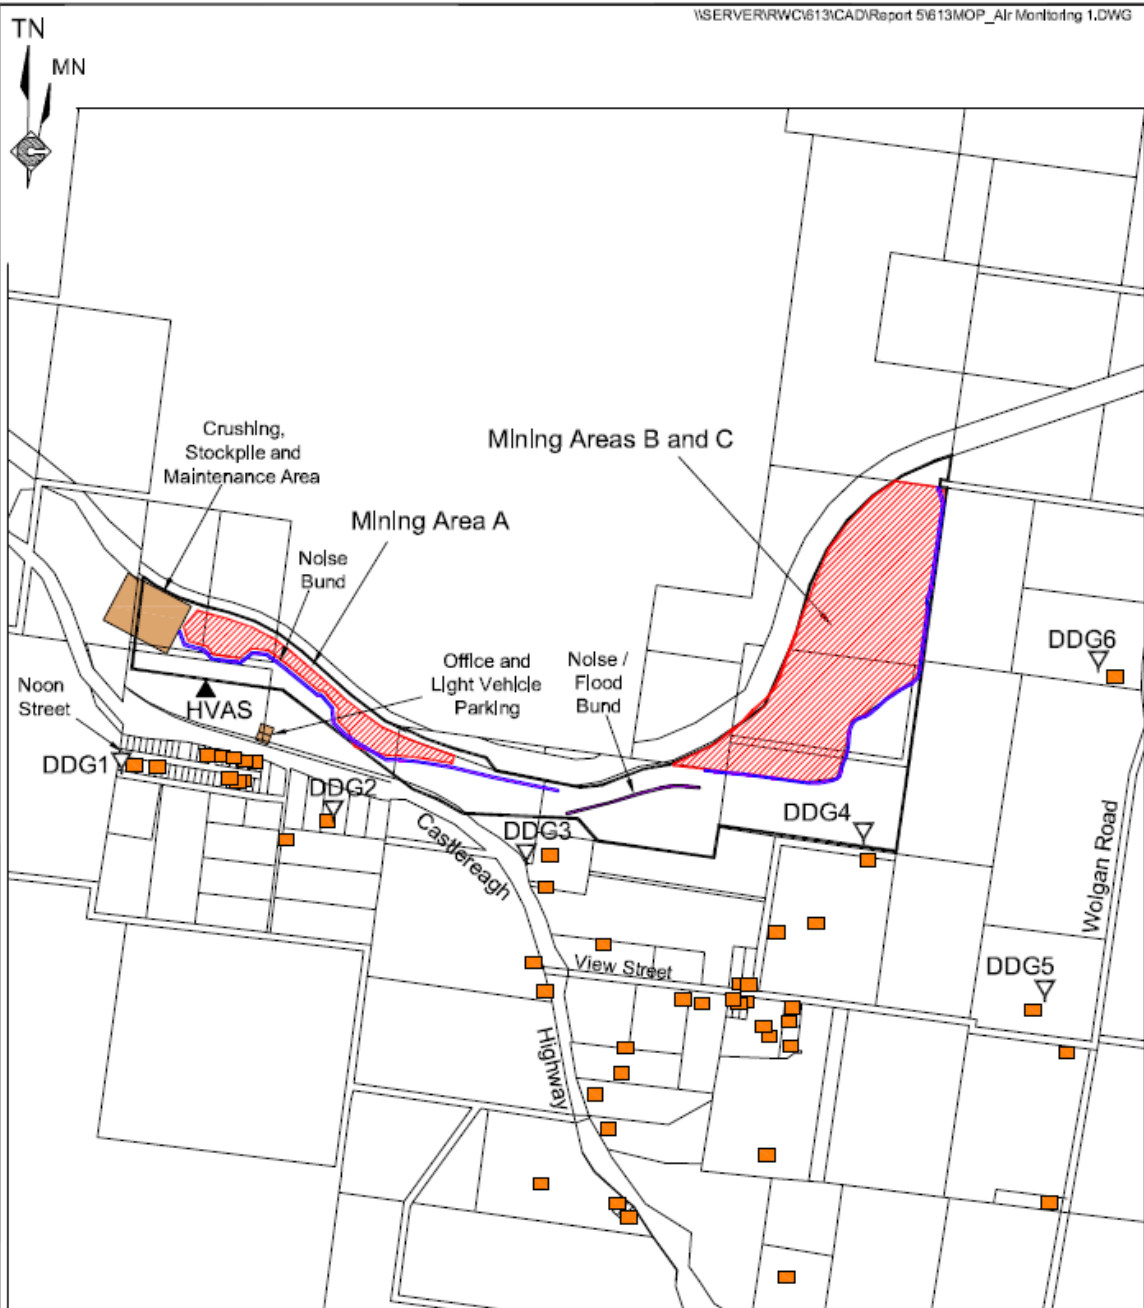 \\SERVER\RWC\613\CAD\Report 5\613MOP_Air Monitoring 1.DWG
TN
MN
Crushing,
Stockpile and
Maintenance Area
Mining Areas B and C
Mining Area A
Noise
Bund
Office and
Light Vehicle
Parking
Noise /
Flood
Bund
DDG6
Noon
Street
HVAS
DDG1
DDG2
DDG3
DDG4
Castlereagh
Wolgan Road
View Street
DDG5
Highway